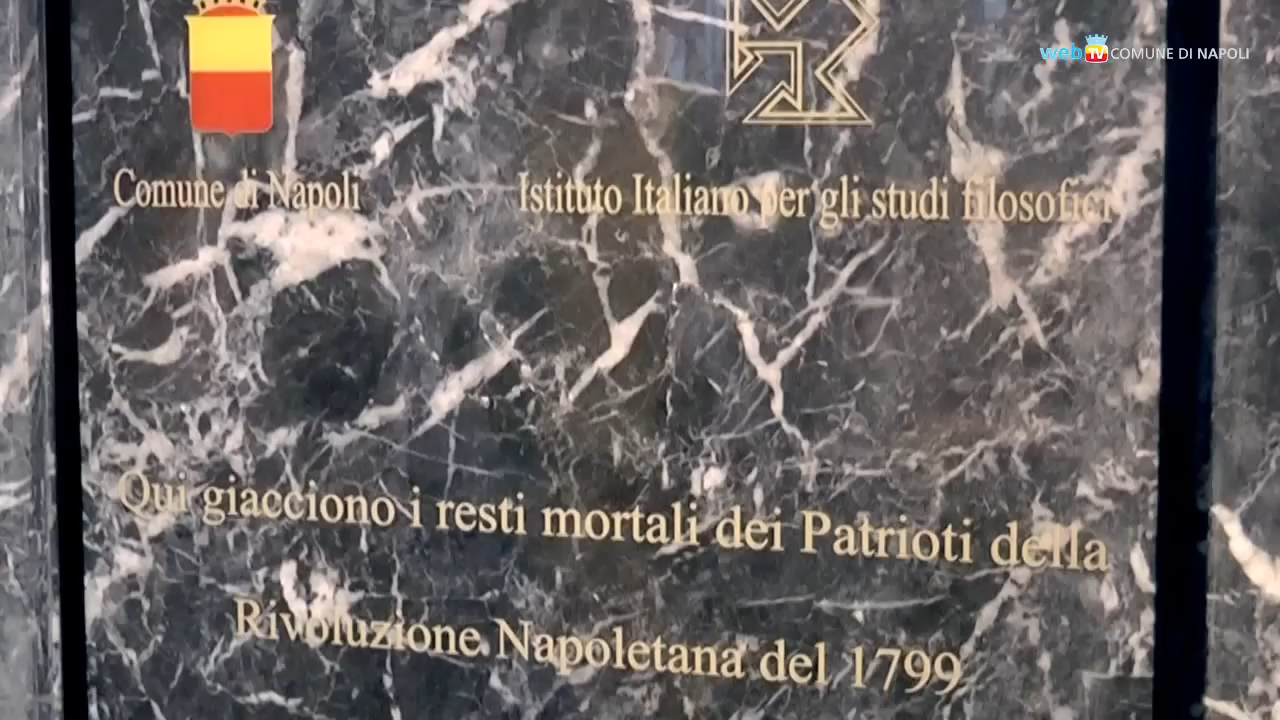 web TV COMUNE DI NAPOLI
Comune di Napoli
Istituto Italiano per gli studi filosofici
Qui giacciono i resti mortali dei Patrioti della
Rivoluzione Napoletana del 1799